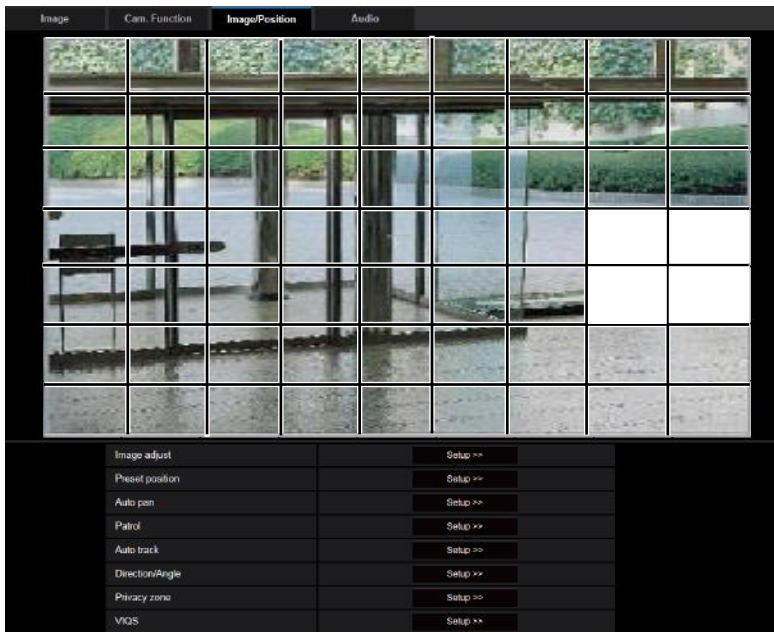 Image Cam. Function Image/Position Audio
Image adjust Setup >>
Preset position Setup >>
Auto pan Setup >>
Patrol Setup >>
Auto track Setup >>
Direction/Angle Setup >>
Privacy zone Setup >>
VIQS Setup >>